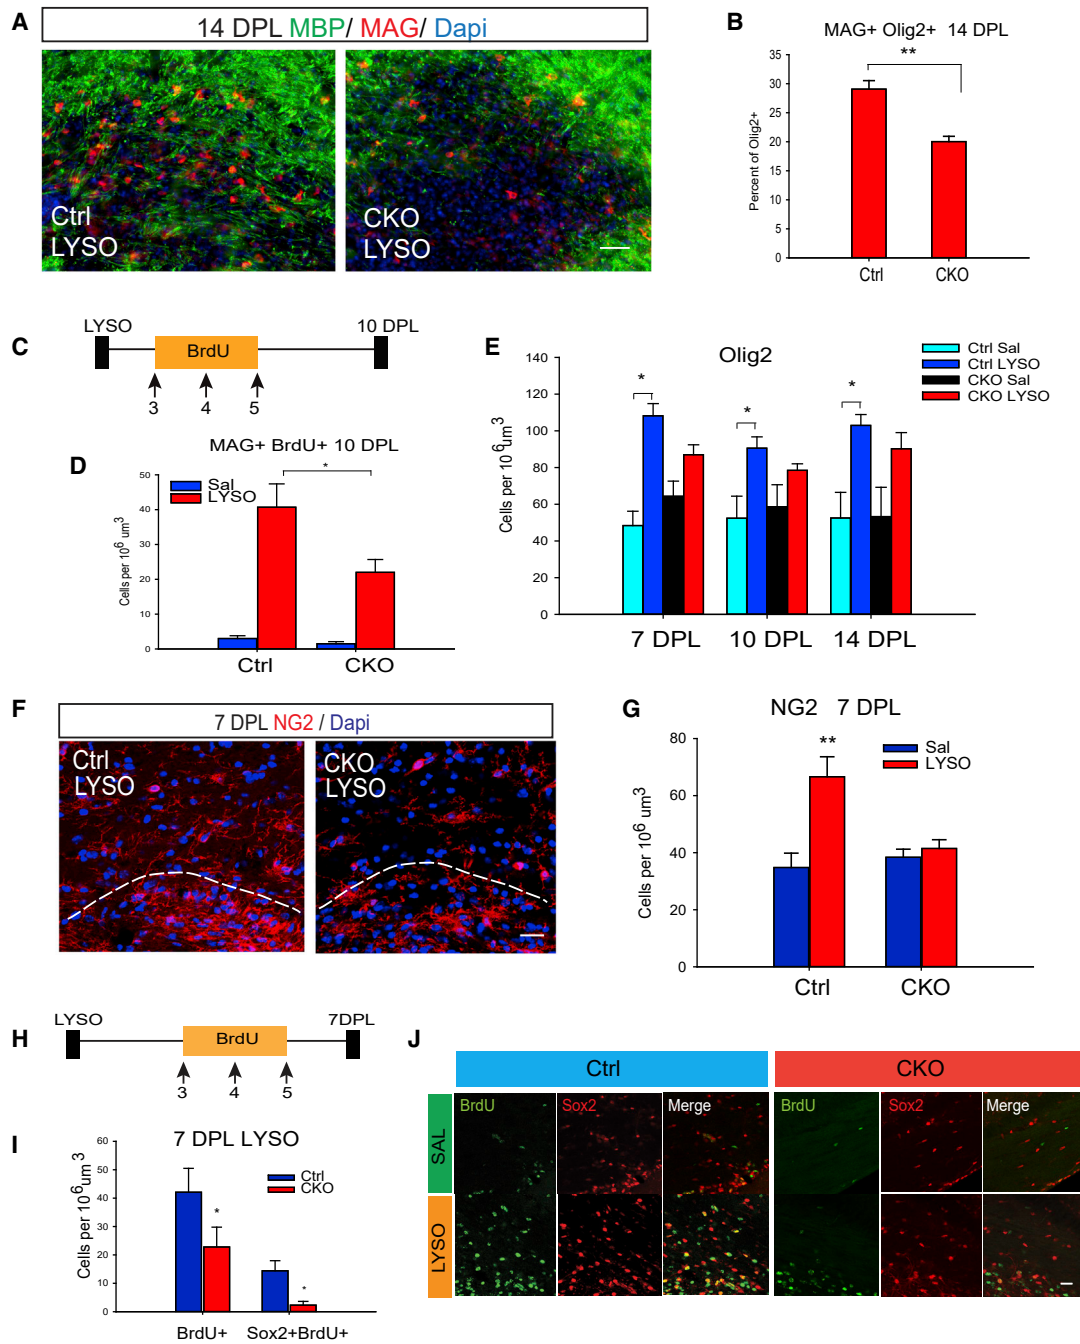 A
14 DPL MBP/ MAG/ Dapi
Ctrl
LYSO
CKO
LYSO
B
MAG+ Olig2+ 14 DPL
**
Percent of Olig2+
35
30
25
20
15
10
5
0
Ctrl
CKO
C
LYSO
BrdU
10 DPL
3
4
5
D
MAG+ BrdU+ 10 DPL
Sal
LYSO
*
Cells per 10⁶ um³
50
40
30
20
10
0
Ctrl
CKO
E
Olig2
Ctrl Sal
Ctrl LYSO
CKO Sal
CKO LYSO
*
*
*
Cells per 10⁶um³
140
120
100
80
60
40
20
0
7 DPL
10 DPL
14 DPL
F
7 DPL NG2 / Dapi
Ctrl
LYSO
CKO
LYSO
G
NG2 7 DPL
**
Sal
LYSO
Cells per 10⁶ um³
80
60
40
20
0
Ctrl
CKO
H
LYSO
BrdU
7DPL
3
4
5
I
7 DPL LYSO
Ctrl
CKO
*
*
Cells per 10⁶um³
60
50
40
30
20
10
0
BrdU+
Sox2+BrdU+
J
Ctrl
CKO
BrdU
Sox2
Merge
BrdU
Sox2
Merge
SAL
LYSO